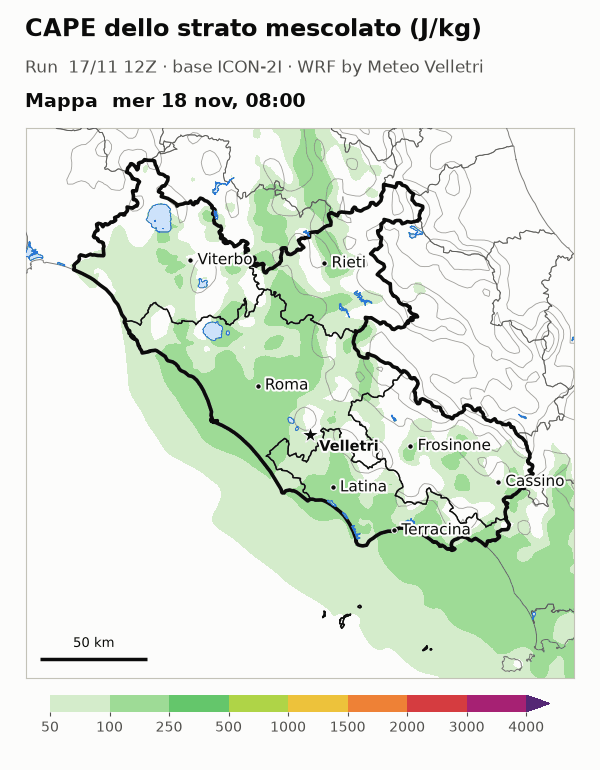 CAPE dello strato mescolato (J/kg)
Run  17/11 12Z · base ICON-2I · WRF by Meteo Velletri
Mappa  mer 18 nov, 08:00
Viterbo
Rieti
Roma
Velletri
Frosinone
Cassino
Latina
Terracina
50 km
50 100 250 500 1000 1500 2000 3000 4000